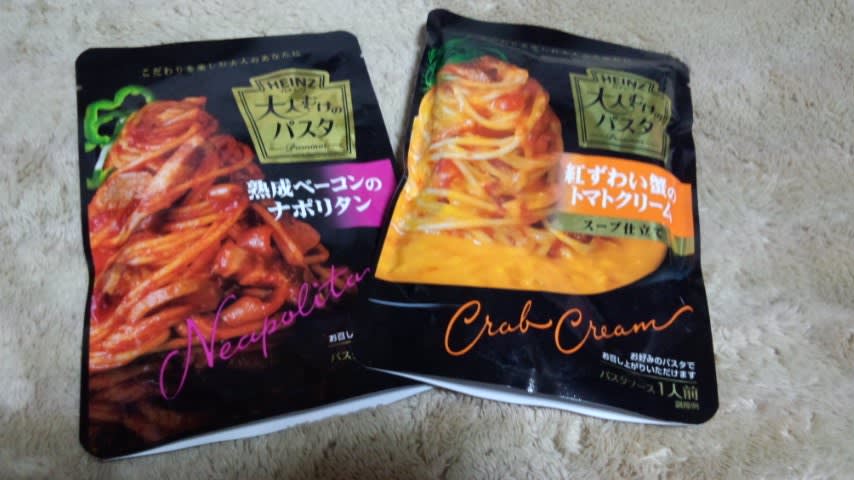 こだわりを楽しむ大人のあなたに
HEINZ
大人むけの
パスタ
熟成ベーコンの
ナポリタン
Neapolita
お召し
HEINZ
大人むけの
パスタ
紅ずわい蟹の
トマトクリーム
スープ仕立て
Crab Cream
お好みのパスタで
お召し上がりいただけます
パスタソース 1人前